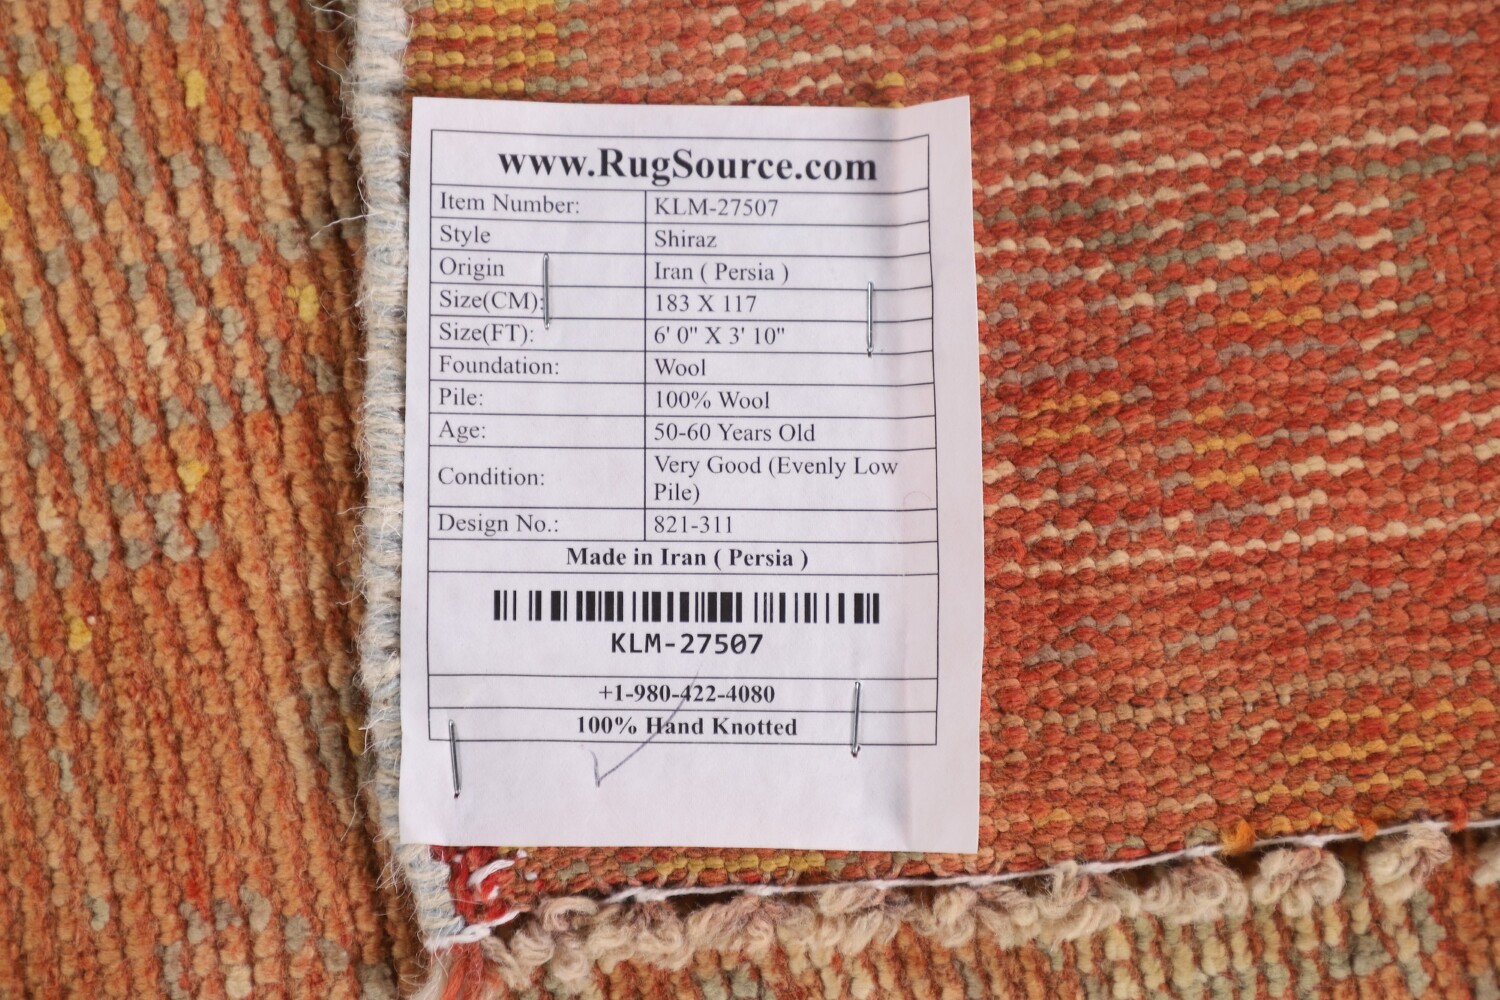 www.RugSource.com
Item Number: KLM-27507
Style Shiraz
Origin Iran ( Persia )
Size(CM): 183 X 117
Size(FT): 6' 0" X 3' 10"
Foundation: Wool
Pile: 100% Wool
Age: 50-60 Years Old
Condition: Very Good (Evenly Low
Pile)
Design No.: 821-311
Made in Iran ( Persia )
KLM-27507
+1-980-422-4080
100% Hand Knotted